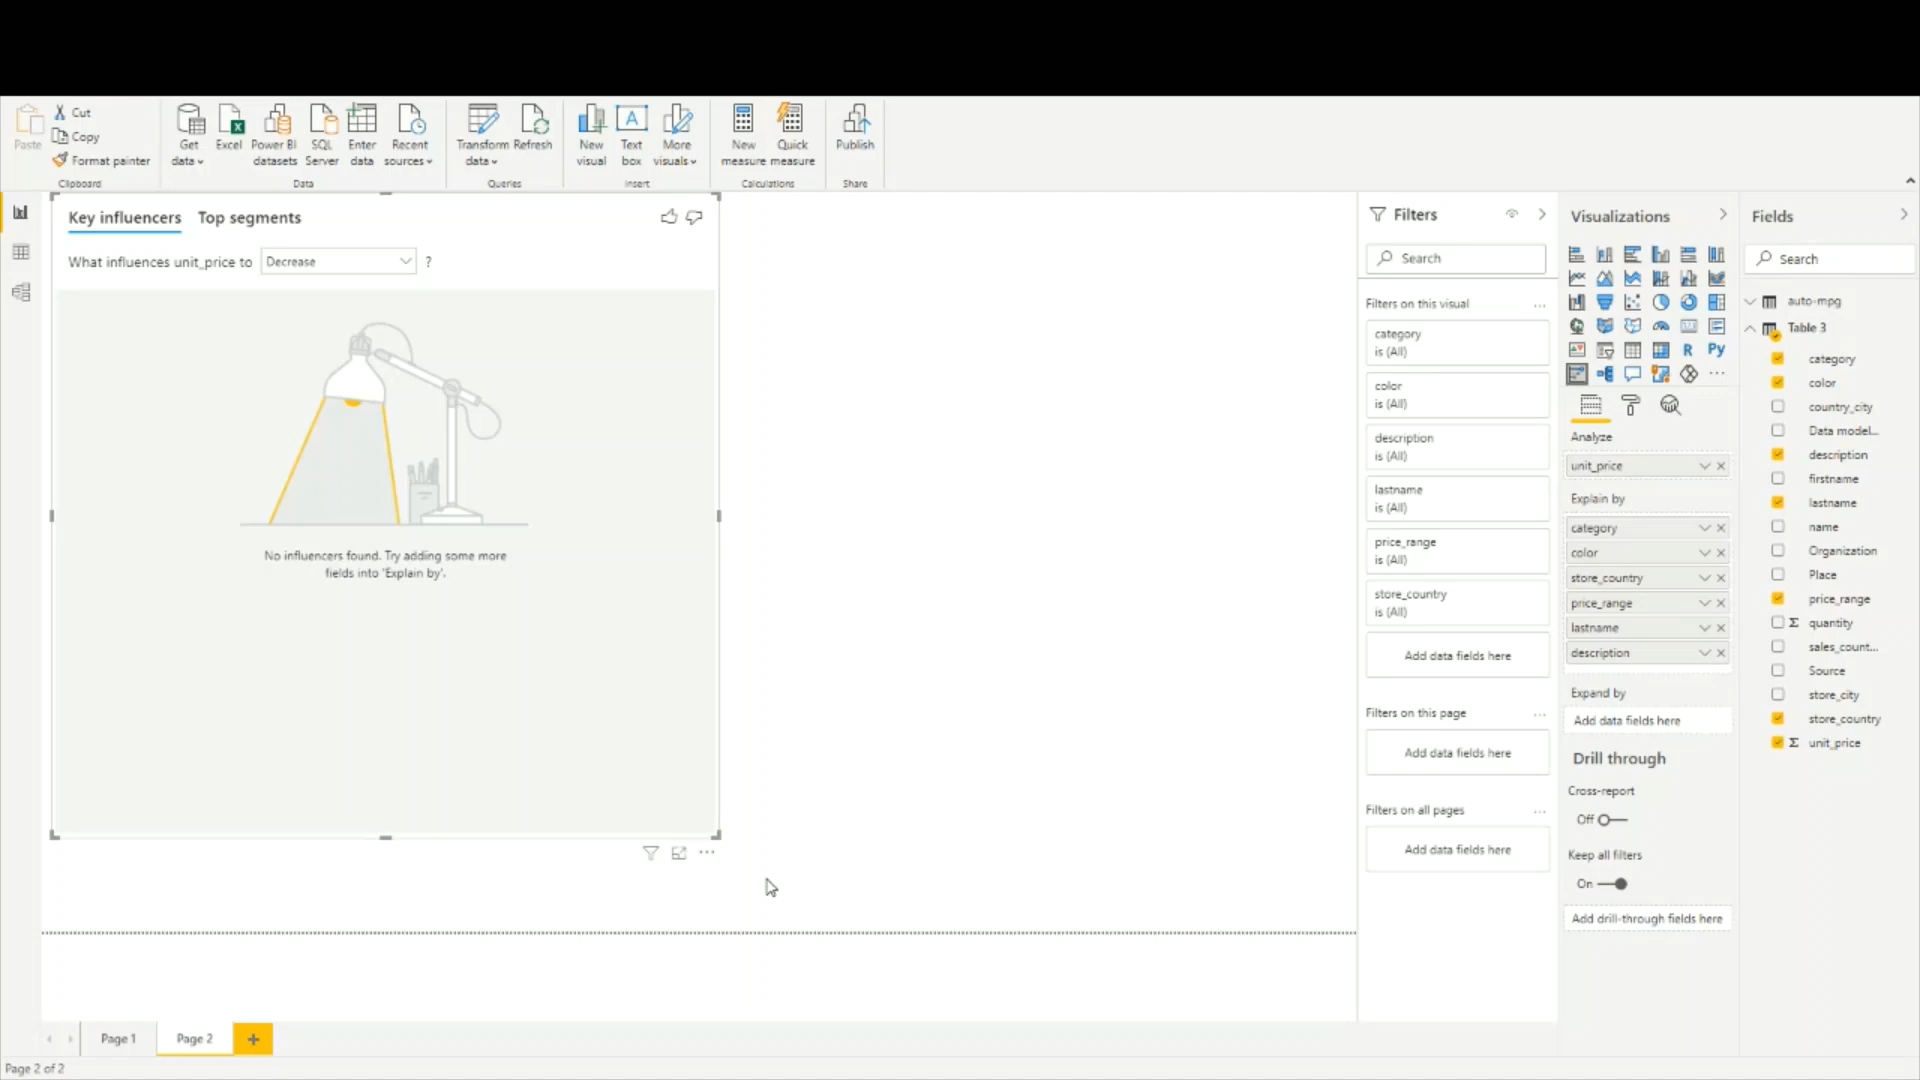 Paste
Cut
Copy
Format painter
Clipboard
Get data
Excel
Power BI datasets
SQL Server
Enter data
Recent sources
Data
Transform data
Refresh
Queries
New visual
Text box
More visuals
Insert
New measure
Quick measure
Calculations
Publish
Share
Key influencers
Top segments
What influences unit_price to
Decrease
?
No influencers found. Try adding some more
fields into 'Explain by'.
Filters
Search
Filters on this visual
category
is (All)
color
is (All)
description
is (All)
lastname
is (All)
price_range
is (All)
store_country
is (All)
Add data fields here
Filters on this page
Add data fields here
Filters on all pages
Add data fields here
Visualizations
R
Py
Analyze
unit_price
Explain by
category
color
store_country
price_range
lastname
description
Expand by
Add data fields here
Drill through
Cross-report
Off
Keep all filters
On
Add drill-through fields here
Fields
Search
auto-mpg
Table 3
category
color
country_city
Data model...
description
firstname
lastname
name
Organization
Place
price_range
Σ quantity
sales_count...
Source
store_city
store_country
Σ unit_price
Page 1
Page 2
+
Page 2 of 2